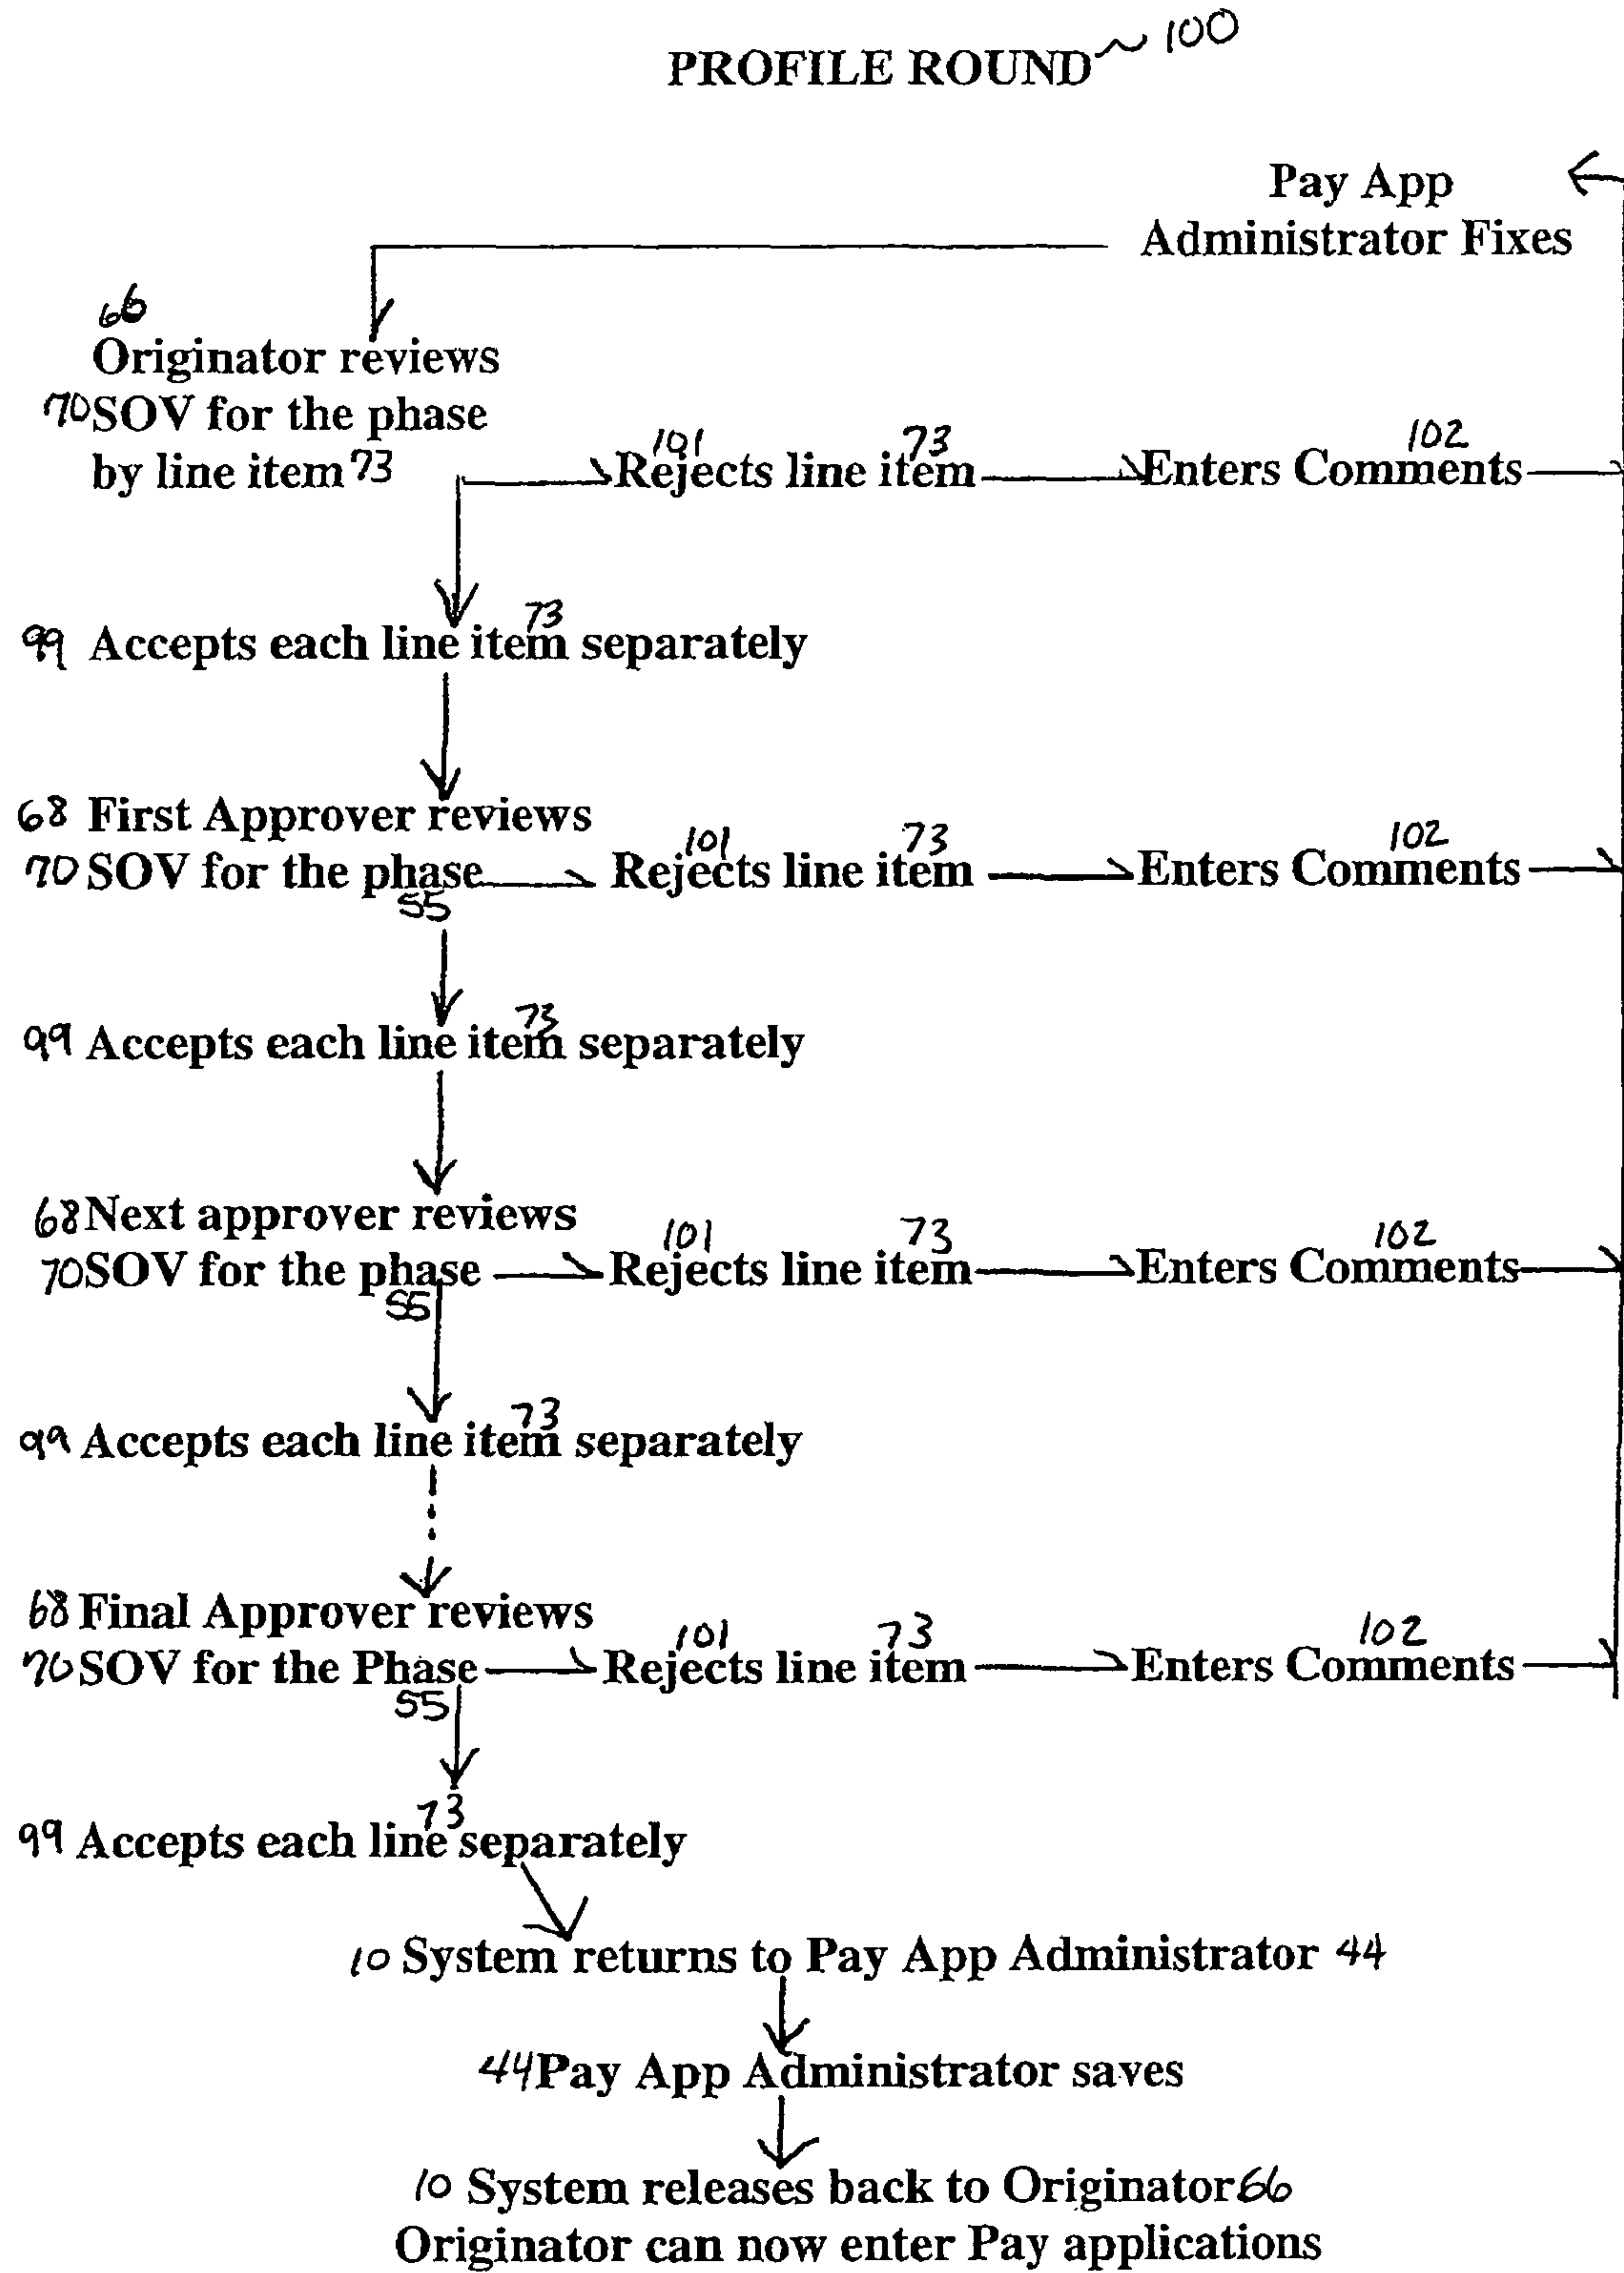 PROFILE ROUND 100
Pay App
Administrator Fixes
66
Originator reviews
70 SOV for the phase
by line item 73
101 73 102
Rejects line item Enters Comments
73
99 Accepts each line item separately
68 First Approver reviews
101 73 102
70 SOV for the phase Rejects line item Enters Comments
55
73
99 Accepts each line item separately
68 Next approver reviews
101 73 102
70 SOV for the phase Rejects line item Enters Comments
55
73
99 Accepts each line item separately
68 Final Approver reviews
101 73 102
70 SOV for the Phase Rejects line item Enters Comments
55
73
99 Accepts each line separately
10 System returns to Pay App Administrator 44
44 Pay App Administrator saves
10 System releases back to Originator 66
Originator can now enter Pay applications